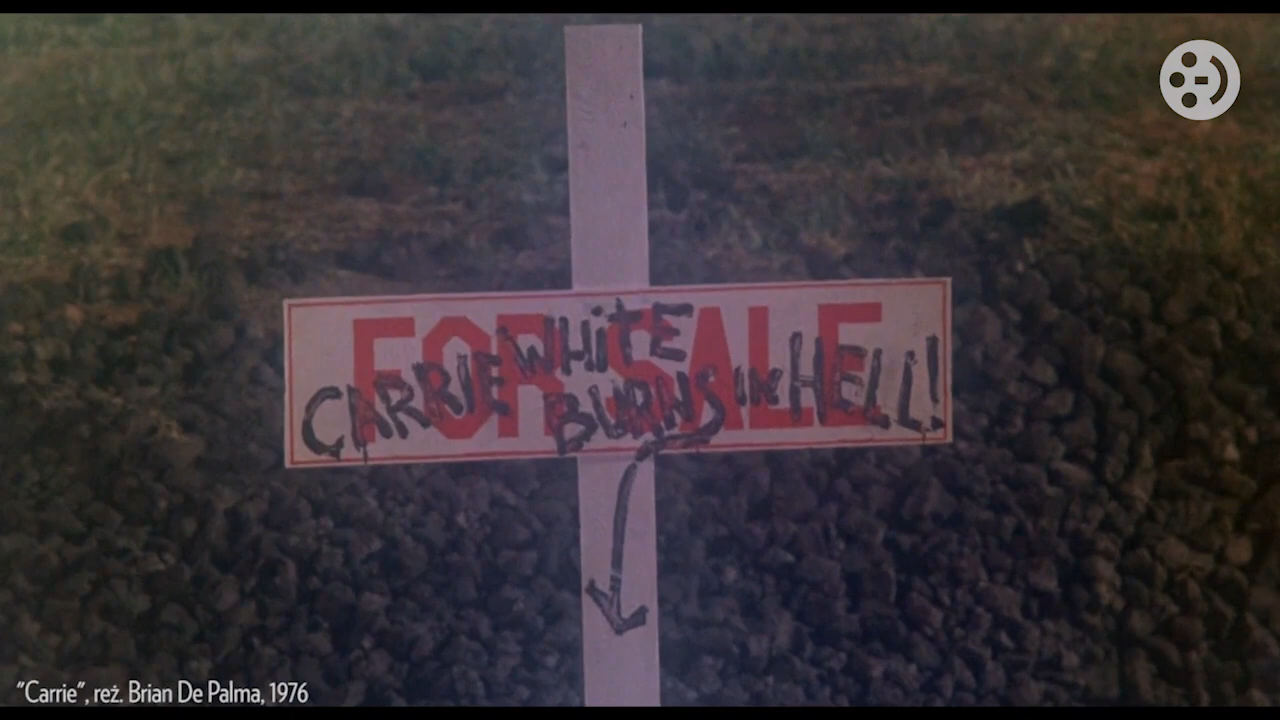 FOR SALE
CARRIE WHiTE
BURNS iN HELL!
"Carrie", reż. Brian De Palma, 1976